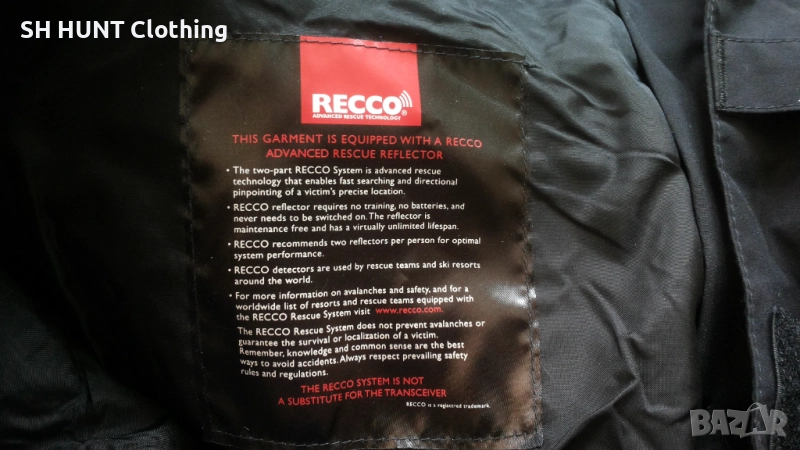 SH HUNT Clothing
RECCO®
ADVANCED RESCUE TECHNOLOGY
THIS GARMENT IS EQUIPPED WITH A RECCO
ADVANCED RESCUE REFLECTOR
• The two-part RECCO System is advanced rescue
technology that enables fast searching and directional
pinpointing of a victim's precise location.
• RECCO reflector requires no training, no batteries, and
never needs to be switched on. The reflector is
maintenance free and has a virtually unlimited lifespan.
• RECCO recommends two reflectors per person for optimal
system performance.
• RECCO detectors are used by rescue teams and ski resorts
around the world.
• For more information on avalanches and safety, and for a
worldwide list of resorts and rescue teams equipped with
the RECCO Rescue System visit www.recco.com.
The RECCO Rescue System does not prevent avalanches or
guarantee the survival or localization of a victim.
Remember, knowledge and common sense are the best
ways to avoid accidents. Always respect prevailing safety
rules and regulations.
THE RECCO SYSTEM IS NOT
A SUBSTITUTE FOR THE TRANSCEIVER
RECCO is a registred trademark.
BAZAR